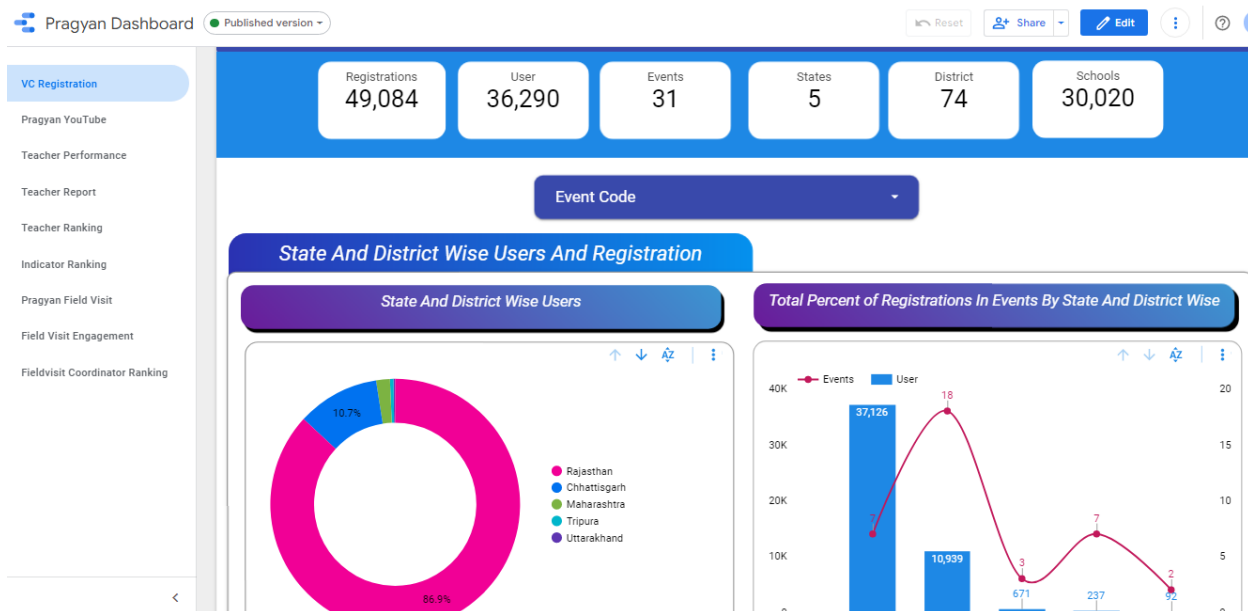 Pragyan Dashboard
Published version
Reset
Share
Edit
VC Registration
Pragyan YouTube
Teacher Performance
Teacher Report
Teacher Ranking
Indicator Ranking
Pragyan Field Visit
Field Visit Engagement
Fieldvisit Coordinator Ranking
Registrations
49,084
User
36,290
Events
31
States
5
District
74
Schools
30,020
Event Code
State And District Wise Users And Registration
State And District Wise Users
10.7%
86.9%
Rajasthan
Chhattisgarh
Maharashtra
Tripura
Uttarakhand
Total Percent of Registrations In Events By State And District Wise
Events
User
40K
30K
20K
10K
0
20
15
10
5
0
37,126
10,939
671
237
92
7
18
3
7
2